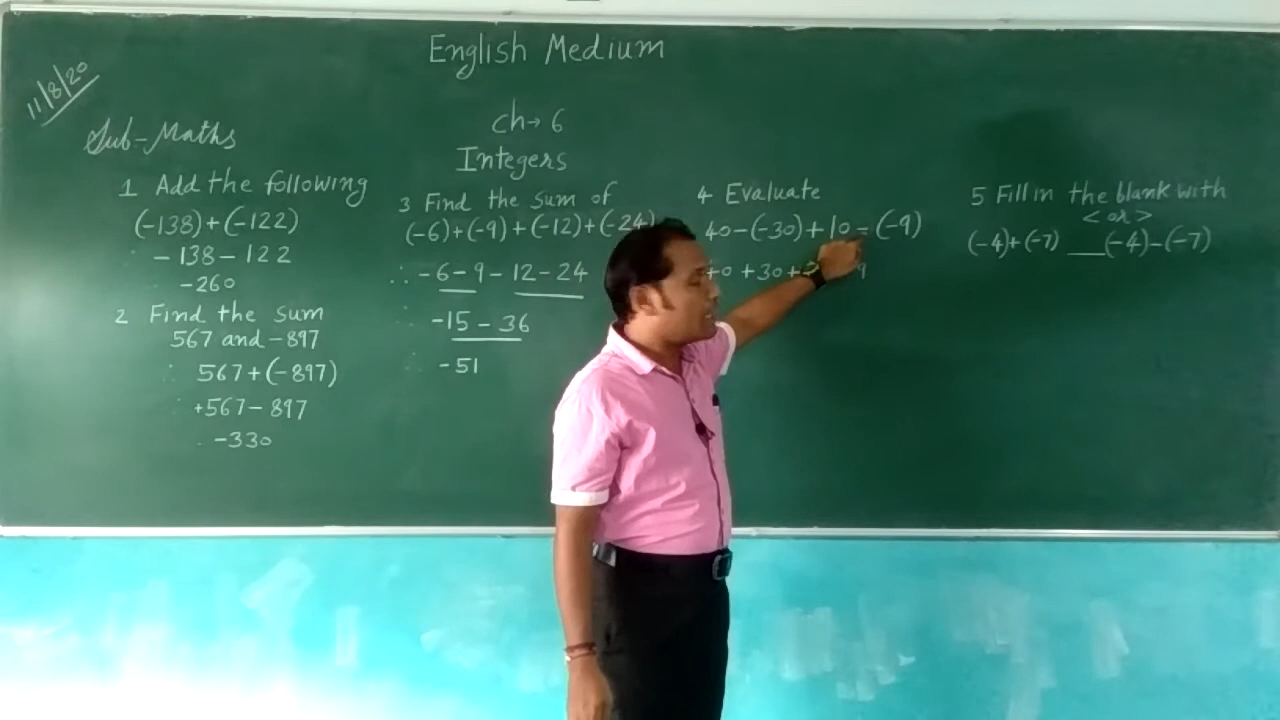 English Medium
11/8/20
Sub-Maths
ch→6
Integers
1 Add the following
(-138)+(-122)
∴ -138-122
-260
2 Find the sum
567 and -897
∴ 567+(-897)
∴ +567-897
∴ -330
3 Find the sum of
(-6)+(-9)+(-12)+(-24)
∴ -6-9-12-24
∴ -15-36
∴ -51
4 Evaluate
40-(-30)+10-(-9)
+30+
9
5 Fill in the blank with
< or >
(-4)+(-7) __(-4)-(-7)